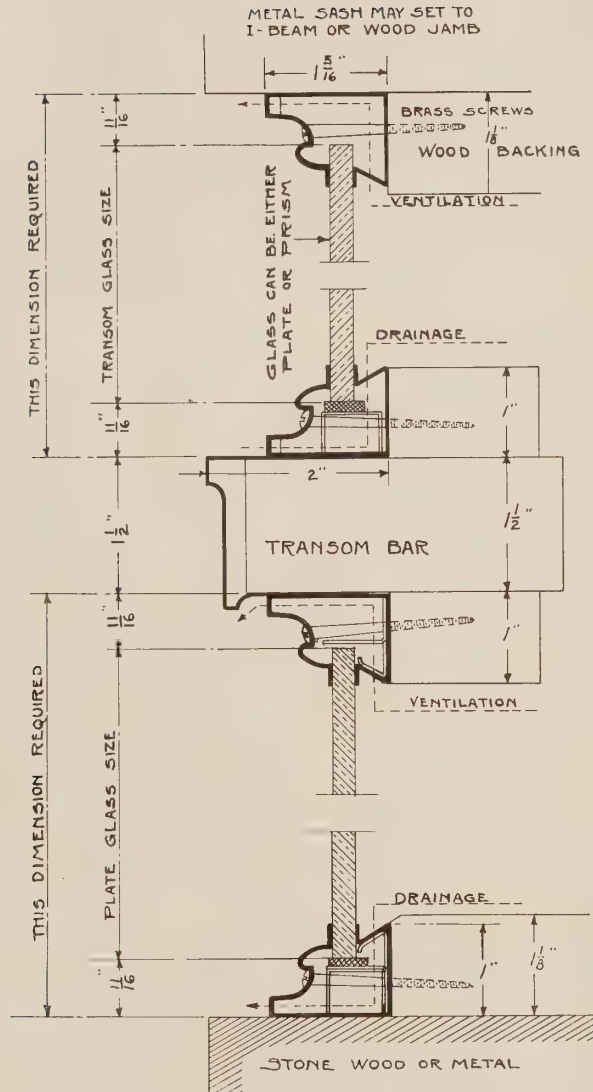 METAL SASH MAY SET TO
I-BEAM OR WOOD JAMB
1 5/16"
11/16"
BRASS SCREWS
1 1/8"
WOOD BACKING
VENTILATION
THIS DIMENSION REQUIRED
TRANSOM GLASS SIZE
GLASS CAN BE EITHER
PLATE OR PRISM
DRAINAGE
11/16"
1"
2"
1 1/2"
TRANSOM BAR
1 1/2"
11/16"
1"
VENTILATION
THIS DIMENSION REQUIRED
PLATE GLASS SIZE
DRAINAGE
11/16"
1"
1 1/8"
STONE WOOD OR METAL